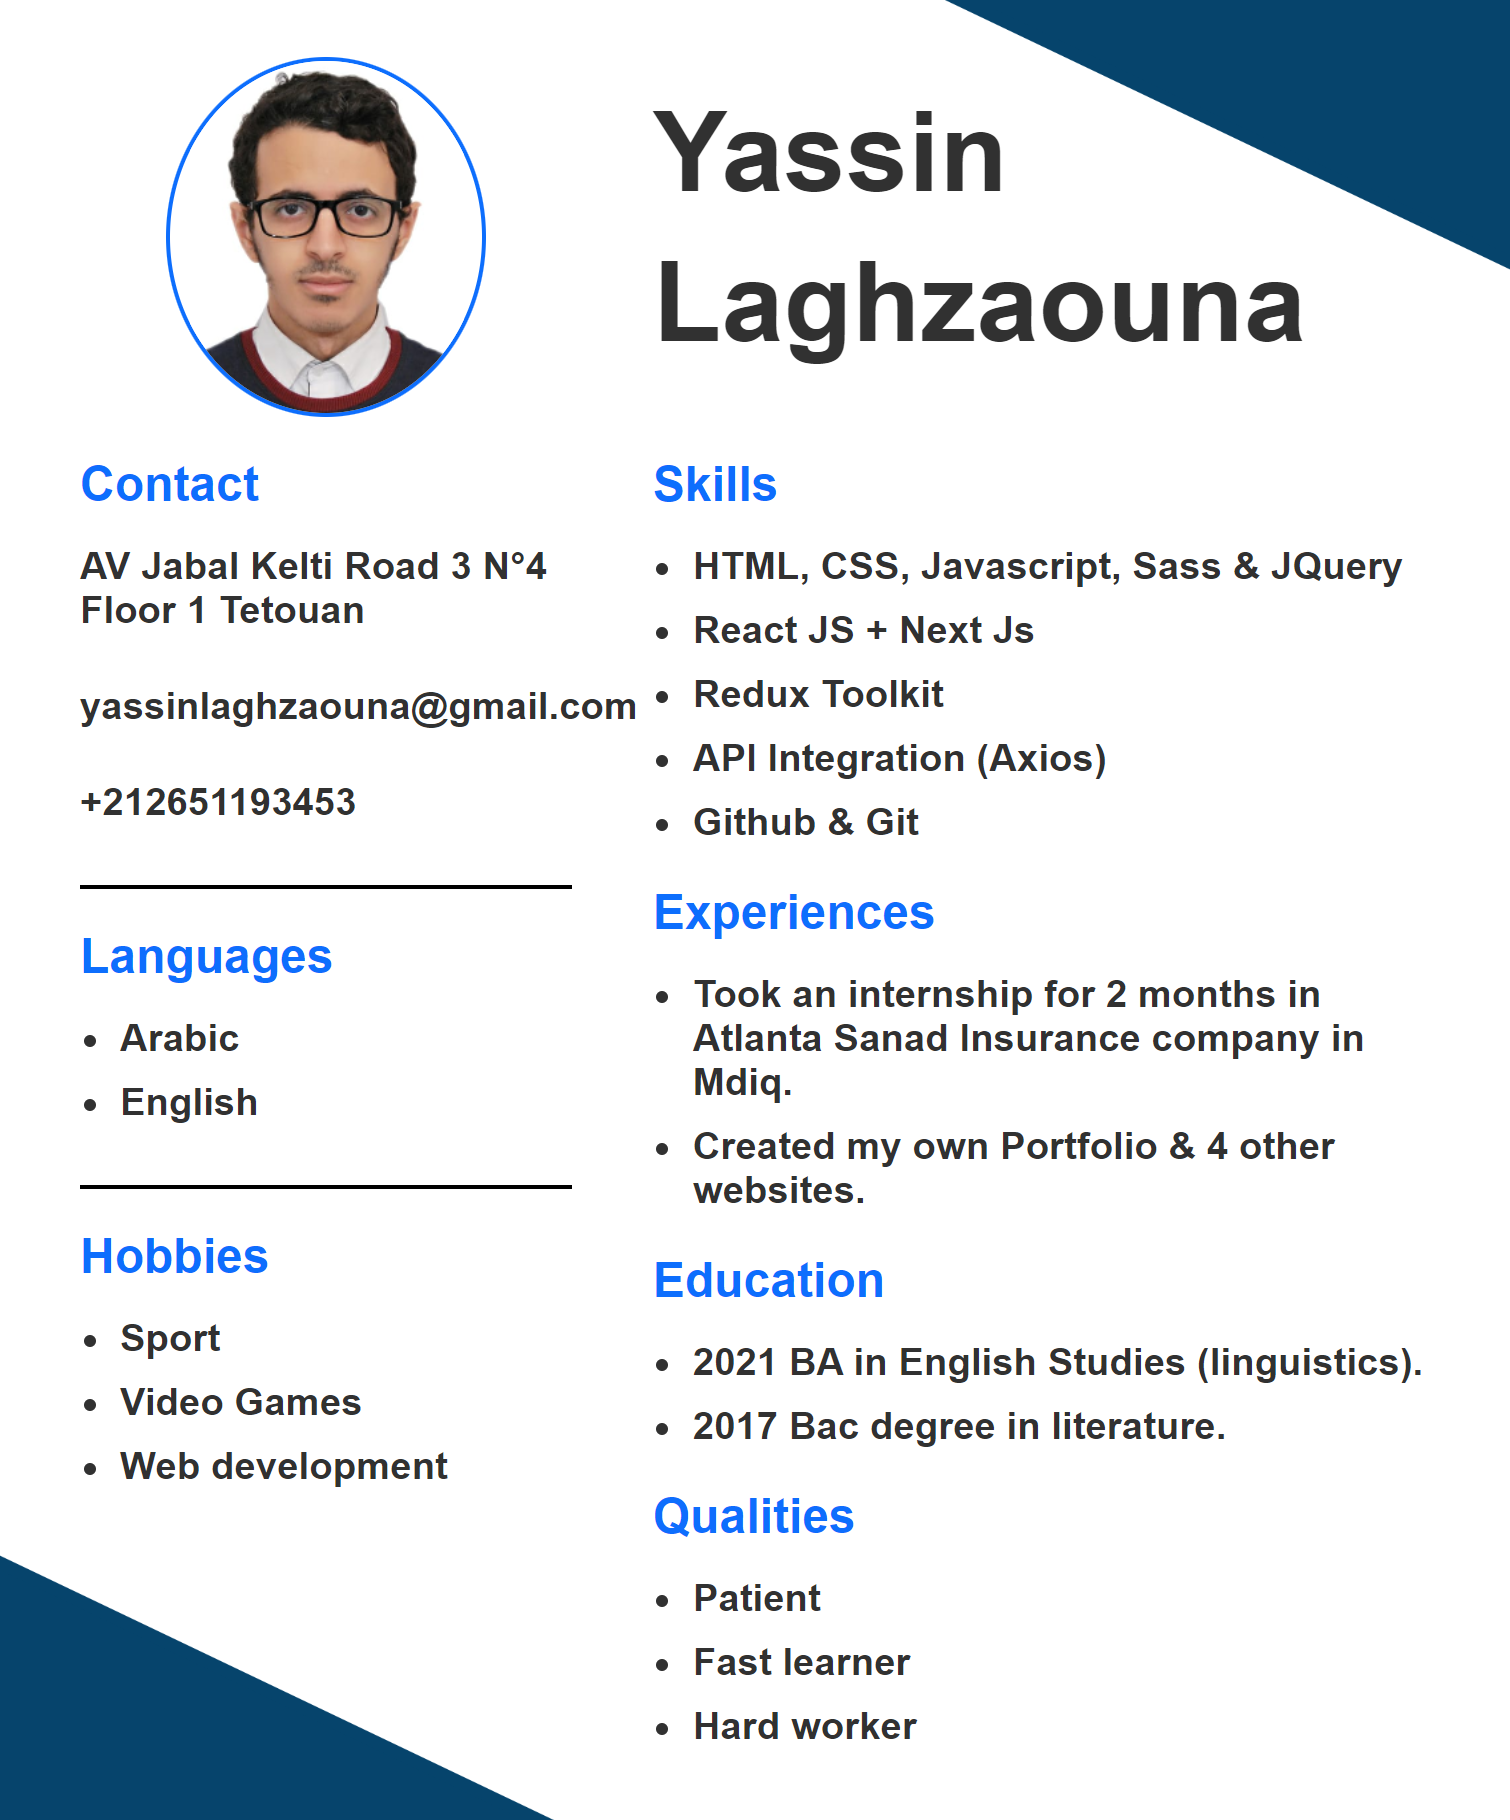 Yassin
Laghzaouna
Contact
AV Jabal Kelti Road 3 N°4
Floor 1 Tetouan
yassinlaghzaouna@gmail.com
+212651193453
Languages
Arabic
English
Hobbies
Sport
Video Games
Web development
Skills
HTML, CSS, Javascript, Sass & JQuery
React JS + Next Js
Redux Toolkit
API Integration (Axios)
Github & Git
Experiences
Took an internship for 2 months in
Atlanta Sanad Insurance company in
Mdiq.
Created my own Portfolio & 4 other
websites.
Education
2021 BA in English Studies (linguistics).
2017 Bac degree in literature.
Qualities
Patient
Fast learner
Hard worker